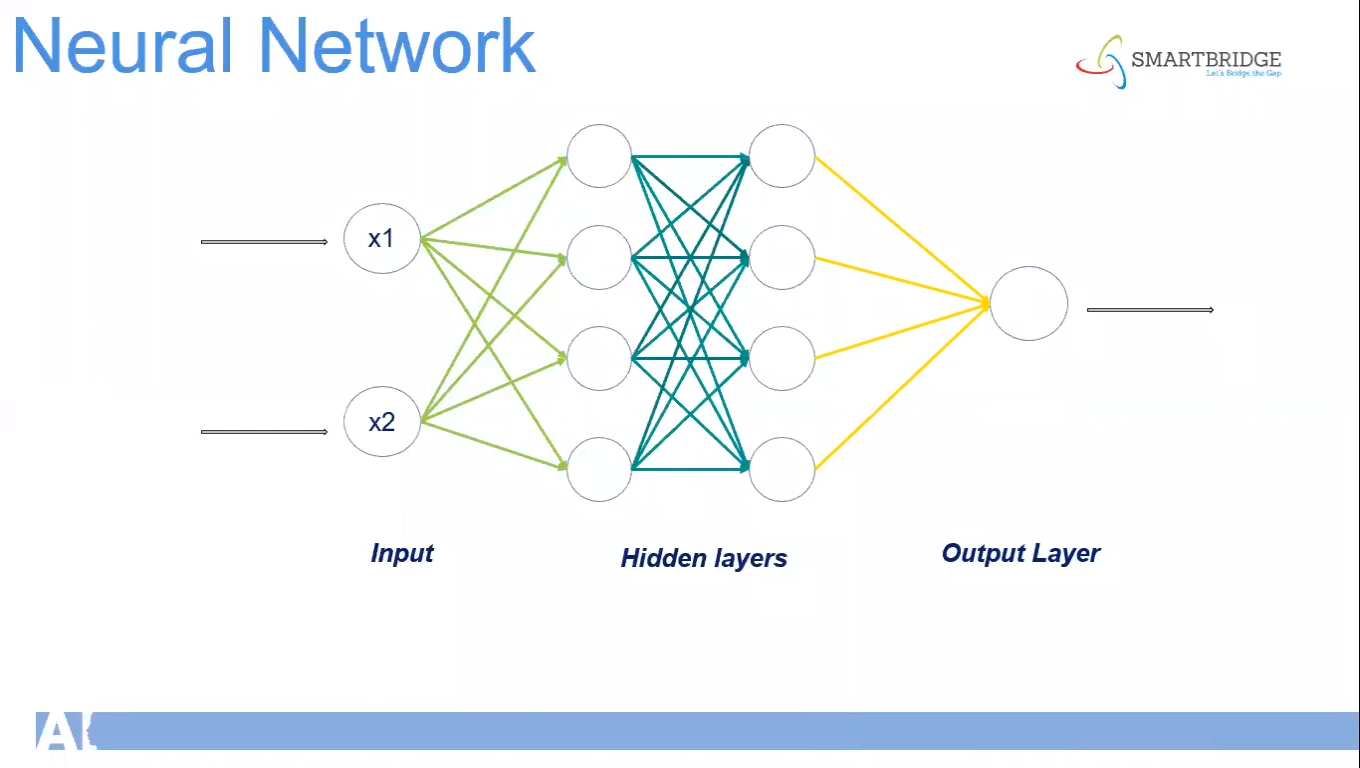 Neural Network
SMARTBRIDGE
Let's Bridge the Gap
x1
x2
Input
Hidden layers
Output Layer